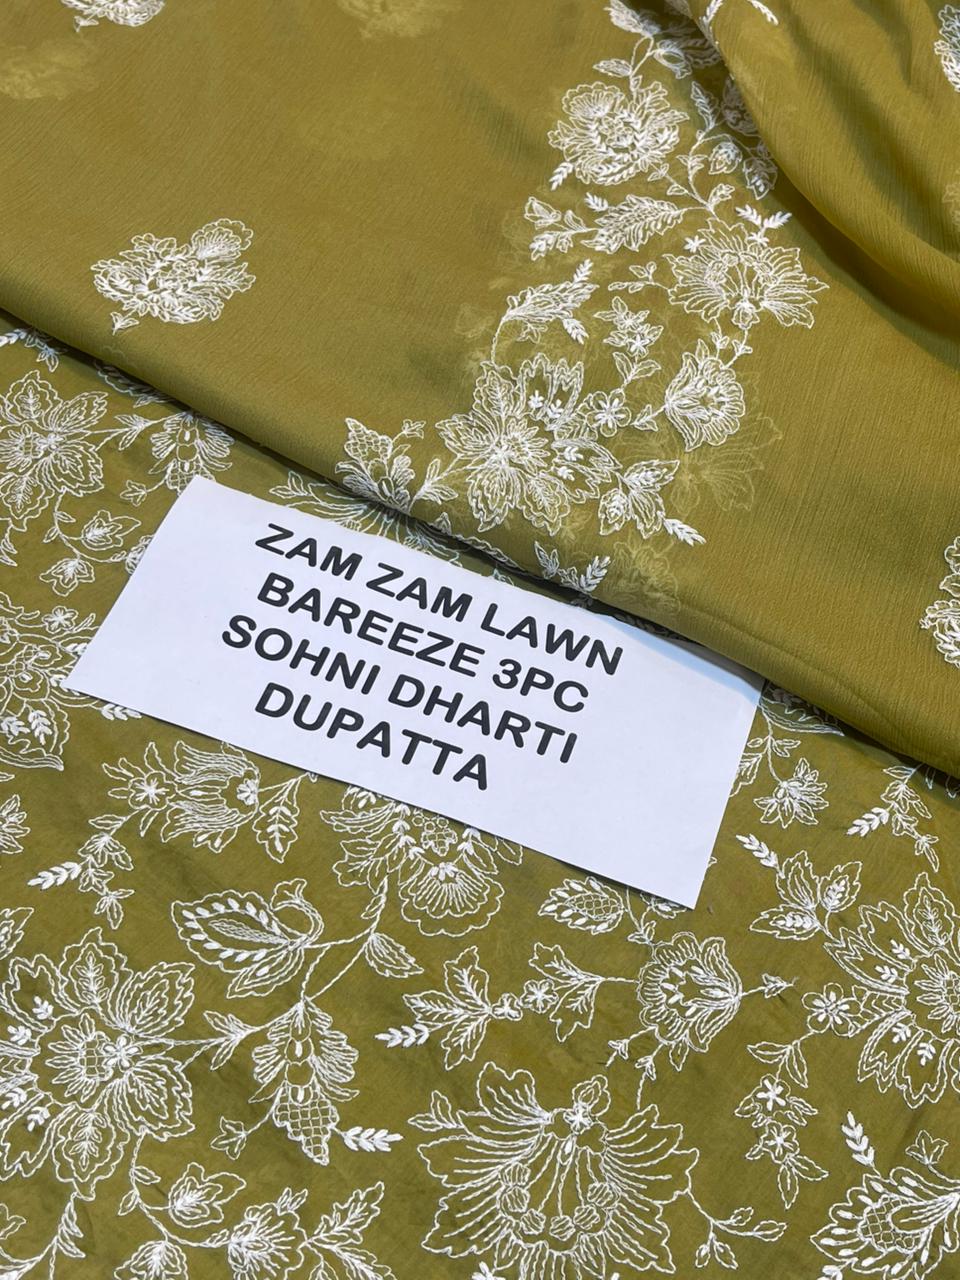 ZAM ZAM LAWN
BAREEZE 3PC
SOHNI DHARTI
DUPATTA